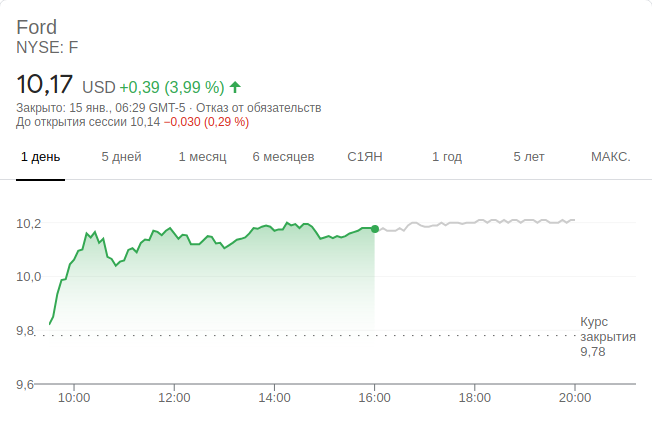 Ford
NYSE: F
10,17 USD +0,39 (3,99 %)
Закрыто: 15 янв., 06:29 GMT-5 · Отказ от обязательств
До открытия сессии 10,14 −0,030 (0,29 %)
1 день 5 дней 1 месяц 6 месяцев С1ЯН 1 год 5 лет МАКС.
10,2
10,0
9,8
9,6
Курс
закрытия
9,78
10:00 12:00 14:00 16:00 18:00 20:00